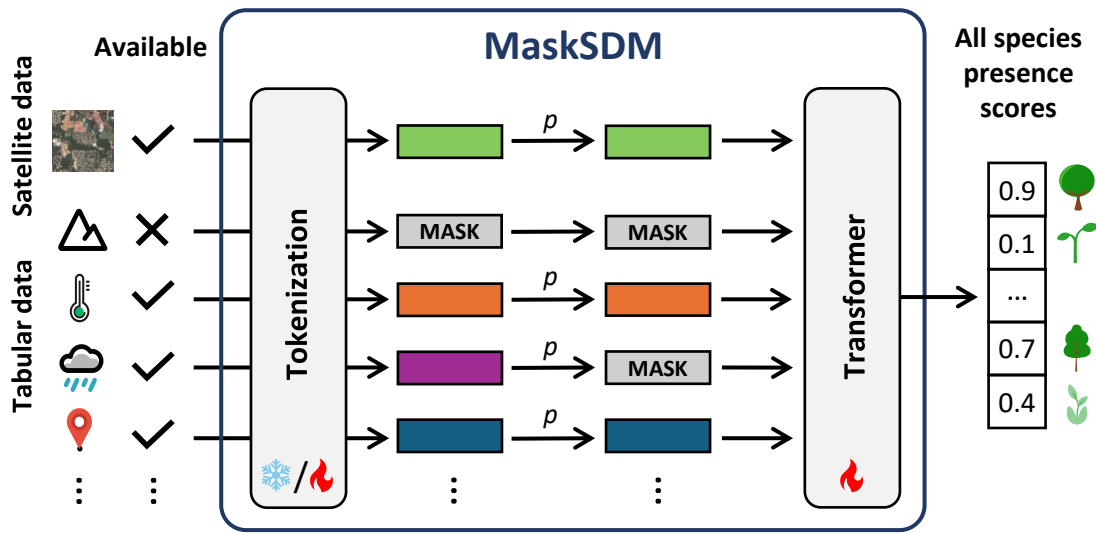 MaskSDM
Available
All species
presence
scores
Satellite data
Tabular data
Tokenization
Transformer
p
MASK
MASK
p
p
MASK
p
/
0.9
0.1
...
0.7
0.4